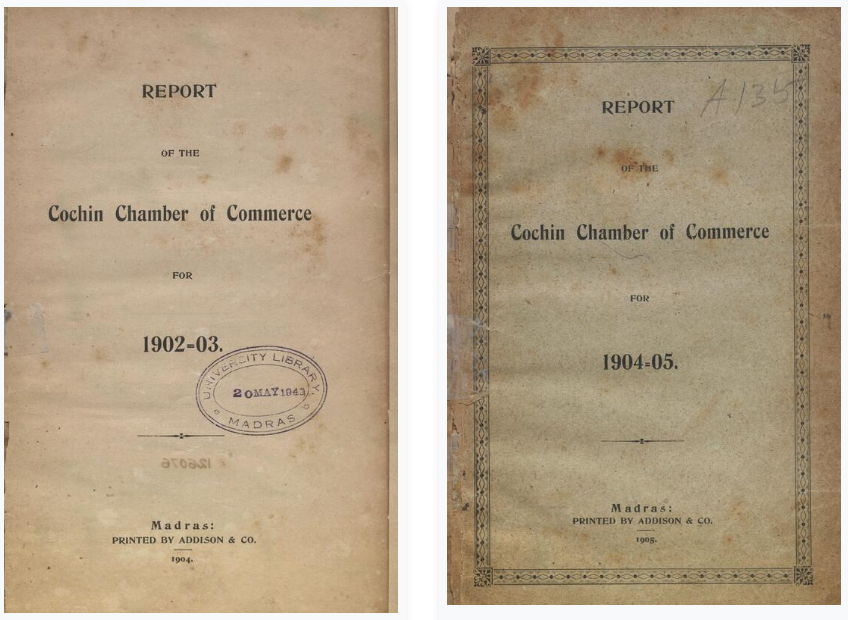 REPORT
OF THE
Cochin Chamber of Commerce
FOR
1902=03.
UNIVERSITY LIBRARY
20 MAY 1943
MADRAS
126076
Madras:
PRINTED BY ADDISON & CO.
1904.
A 135
REPORT
OF THE
Cochin Chamber of Commerce
FOR
1904=05.
Madras:
PRINTED BY ADDISON & CO.
1905.